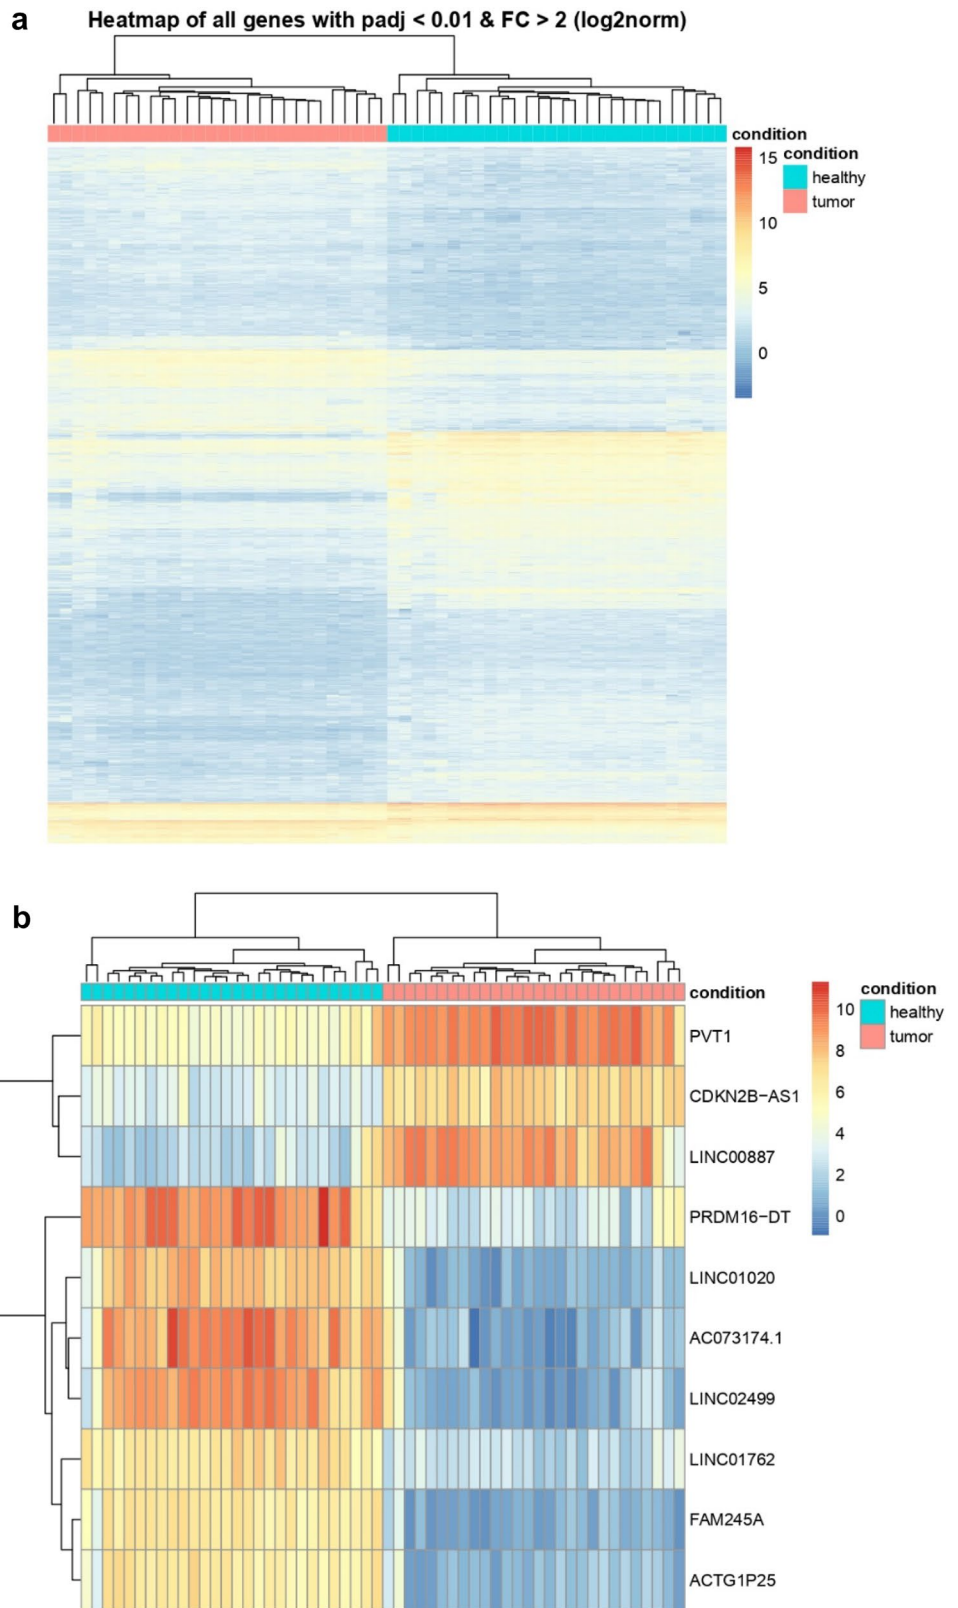 a
Heatmap of all genes with padj < 0.01 & FC > 2 (log2norm)
condition
15
10
5
0
condition
healthy
tumor
b
condition
PVT1
CDKN2B−AS1
LINC00887
PRDM16−DT
LINC01020
AC073174.1
LINC02499
LINC01762
FAM245A
ACTG1P25
10
8
6
4
2
0
condition
healthy
tumor